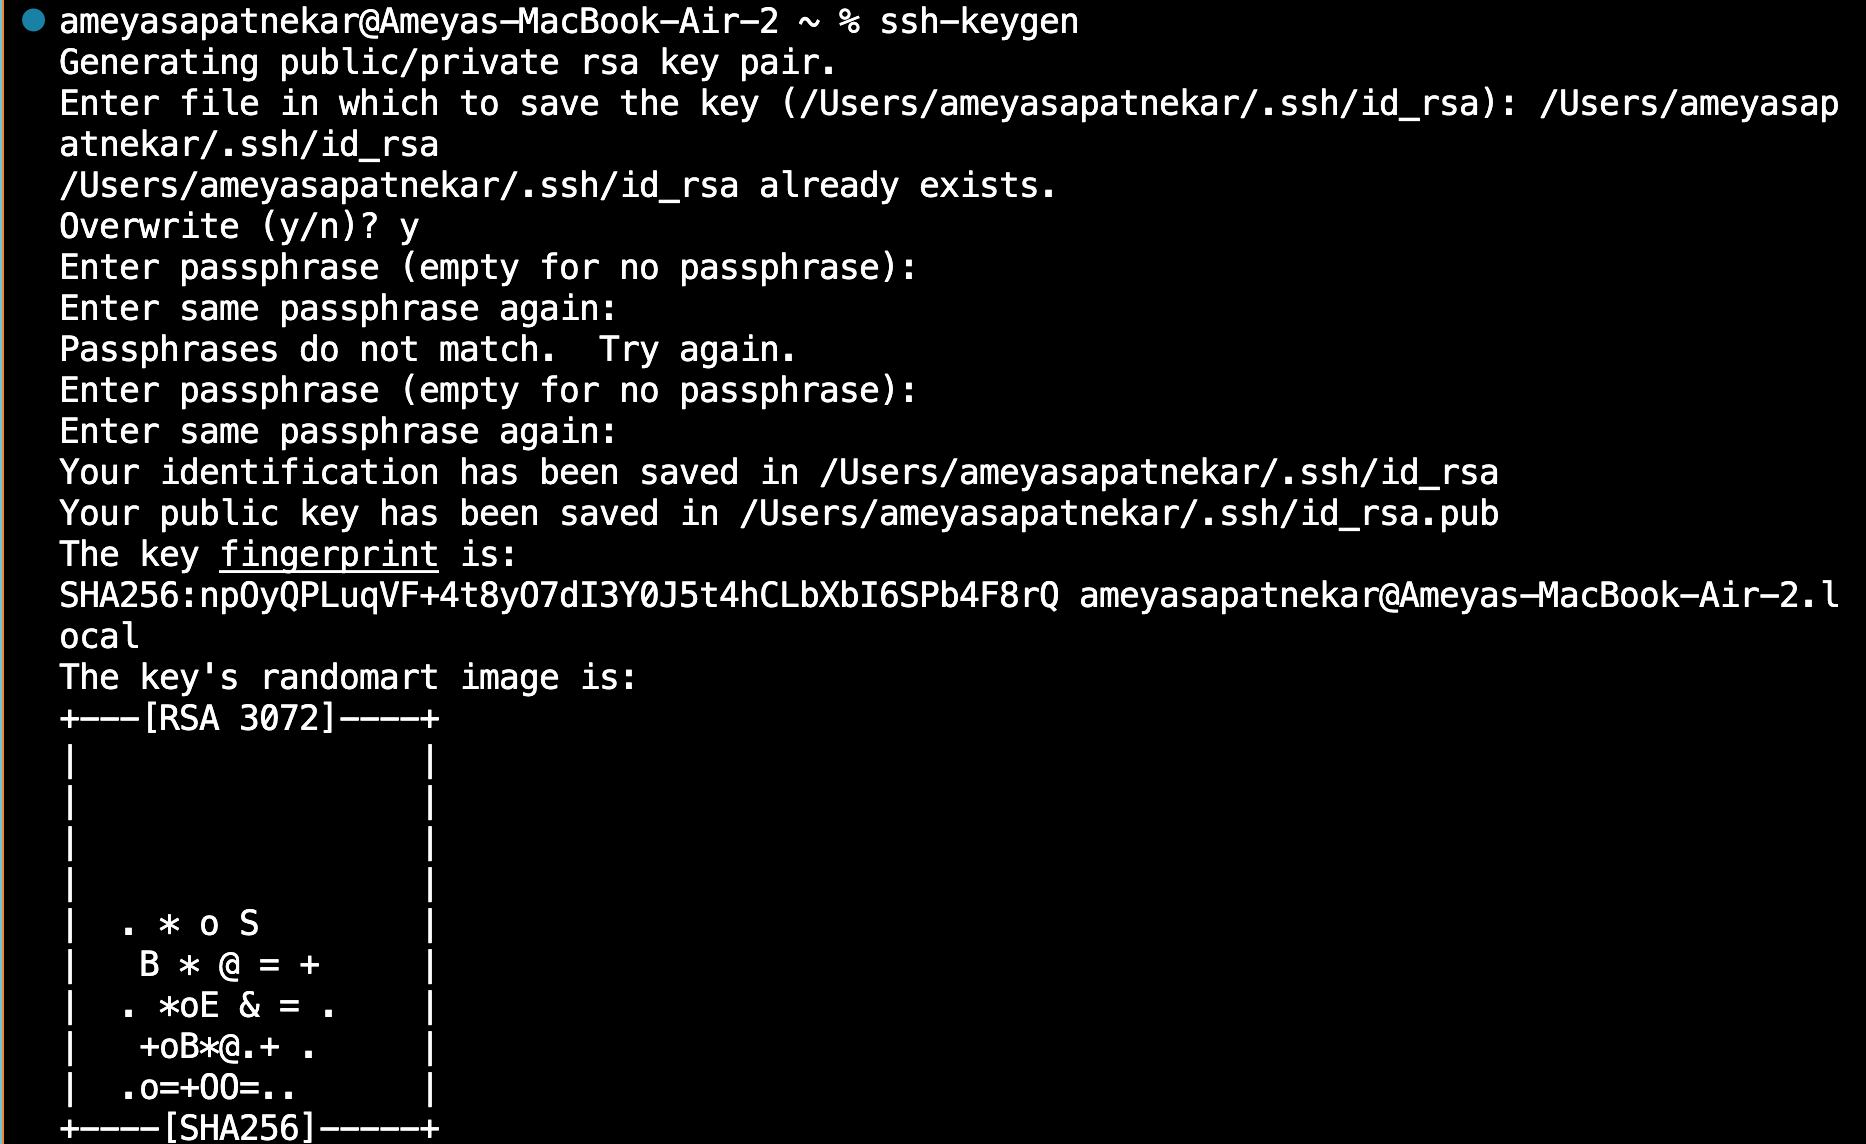 ameyasapatnekar@Ameyas-MacBook-Air-2 ~ % ssh-keygen
Generating public/private rsa key pair.
Enter file in which to save the key (/Users/ameyasapatnekar/.ssh/id_rsa): /Users/ameyasap
atnekar/.ssh/id_rsa
/Users/ameyasapatnekar/.ssh/id_rsa already exists.
Overwrite (y/n)? y
Enter passphrase (empty for no passphrase):
Enter same passphrase again:
Passphrases do not match.  Try again.
Enter passphrase (empty for no passphrase):
Enter same passphrase again:
Your identification has been saved in /Users/ameyasapatnekar/.ssh/id_rsa
Your public key has been saved in /Users/ameyasapatnekar/.ssh/id_rsa.pub
The key fingerprint is:
SHA256:npOyQPLuqVF+4t8yO7dI3Y0J5t4hCLbXbI6SPb4F8rQ ameyasapatnekar@Ameyas-MacBook-Air-2.l
ocal
The key's randomart image is:
+---[RSA 3072]----+
|                 |
|                 |
|                 |
|                 |
|  . * o S        |
|   B * @ = +     |
|  . *oE & = .    |
|   +oB*@.+ .     |
|  .o=+OO=..      |
+----[SHA256]-----+